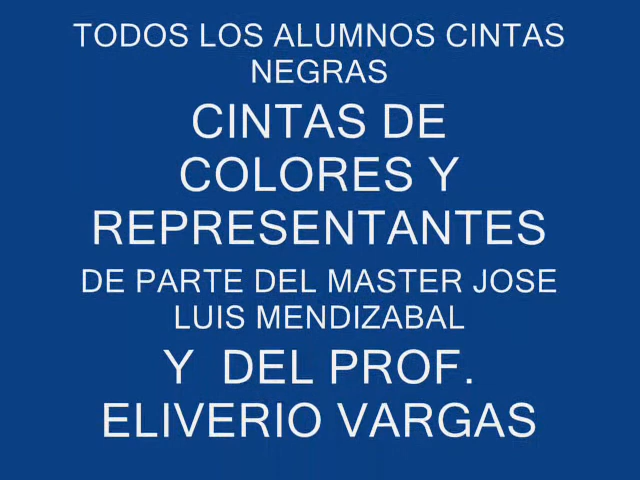 TODOS LOS ALUMNOS CINTAS
NEGRAS
CINTAS DE
COLORES Y
REPRESENTANTES
DE PARTE DEL MASTER JOSE
LUIS MENDIZABAL
Y DEL PROF.
ELIVERIO VARGAS